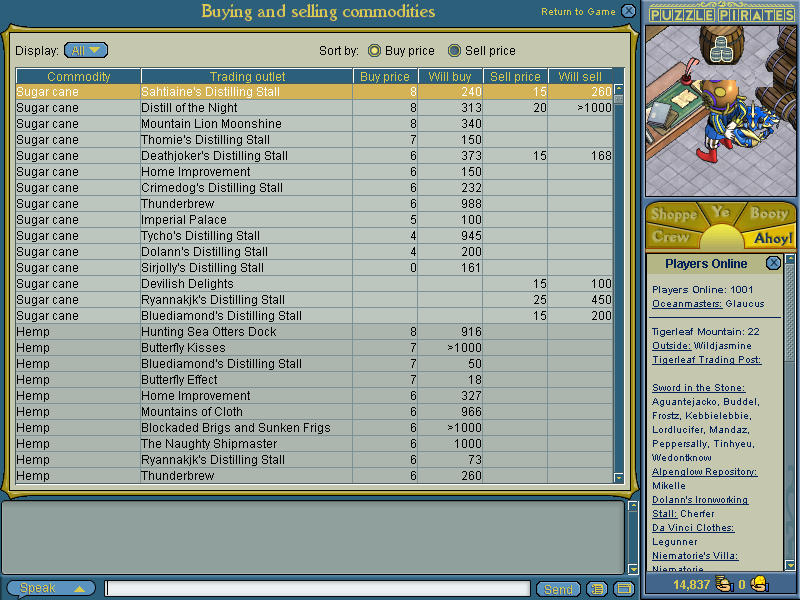 Buying and selling commodities
Return to Game
PUZZLE PIRATES
Display: All
Sort by: Buy price Sell price
Commodity Trading outlet Buy price Will buy Sell price Will sell
Sugar cane Sahtiaine's Distilling Stall 8 240 15 260
Sugar cane Distill of the Night 8 313 20 >1000
Sugar cane Mountain Lion Moonshine 8 340
Sugar cane Thomie's Distilling Stall 7 150
Sugar cane Deathjoker's Distilling Stall 6 373 15 168
Sugar cane Home Improvement 6 150
Sugar cane Crimedog's Distilling Stall 6 232
Sugar cane Thunderbrew 6 988
Sugar cane Imperial Palace 5 100
Sugar cane Tycho's Distilling Stall 4 945
Sugar cane Dolann's Distilling Stall 4 200
Sugar cane Sirjolly's Distilling Stall 0 161
Sugar cane Devilish Delights 15 100
Sugar cane Ryannakjk's Distilling Stall 25 450
Sugar cane Bluediamond's Distilling Stall 15 200
Hemp Hunting Sea Otters Dock 8 916
Hemp Butterfly Kisses 7 >1000
Hemp Bluediamond's Distilling Stall 7 50
Hemp Butterfly Effect 7 18
Hemp Home Improvement 6 327
Hemp Mountains of Cloth 6 966
Hemp Blockaded Brigs and Sunken Frigs 6 >1000
Hemp The Naughty Shipmaster 6 1000
Hemp Ryannakjk's Distilling Stall 6 73
Hemp Thunderbrew 6 260
Speak
Send
Shoppe Ye Booty
Crew Ahoy!
Players Online
Players Online: 1001
Oceanmasters: Glaucus
Tigerleaf Mountain: 22
Outside: Wildjasmine
Tigerleaf Trading Post:
Sword in the Stone:
Aguantejacko, Buddel,
Frostz, Kebbielebbie,
Lordlucifer, Mandaz,
Peppersally, Tinhyeu,
Wedontknow
Alpenglow Repository:
Mikelle
Dolann's Ironworking
Stall: Cherfer
Da Vinci Clothes:
Legunner
Niematorie's Villa:
Niematorie
14,837 0